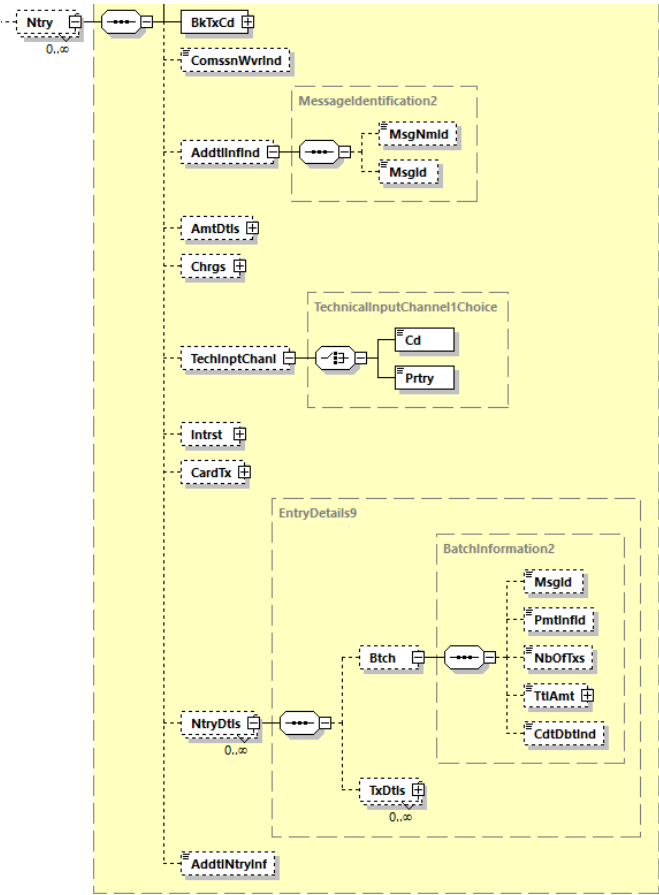 Ntry
0..∞
BkTxCd
ComssnWvrInd
MessageIdentification2
AddtlInfInd
MsgNmId
MsgId
AmtDtls
Chrgs
TechnicalInputChannel1Choice
TechInptChanl
Cd
Prtry
Intrst
CardTx
EntryDetails9
BatchInformation2
MsgId
PmtInfId
Btch
NbOfTxs
TtlAmt
CdtDbtInd
NtryDtls
0..∞
TxDtls
0..∞
AddtlNtryInf